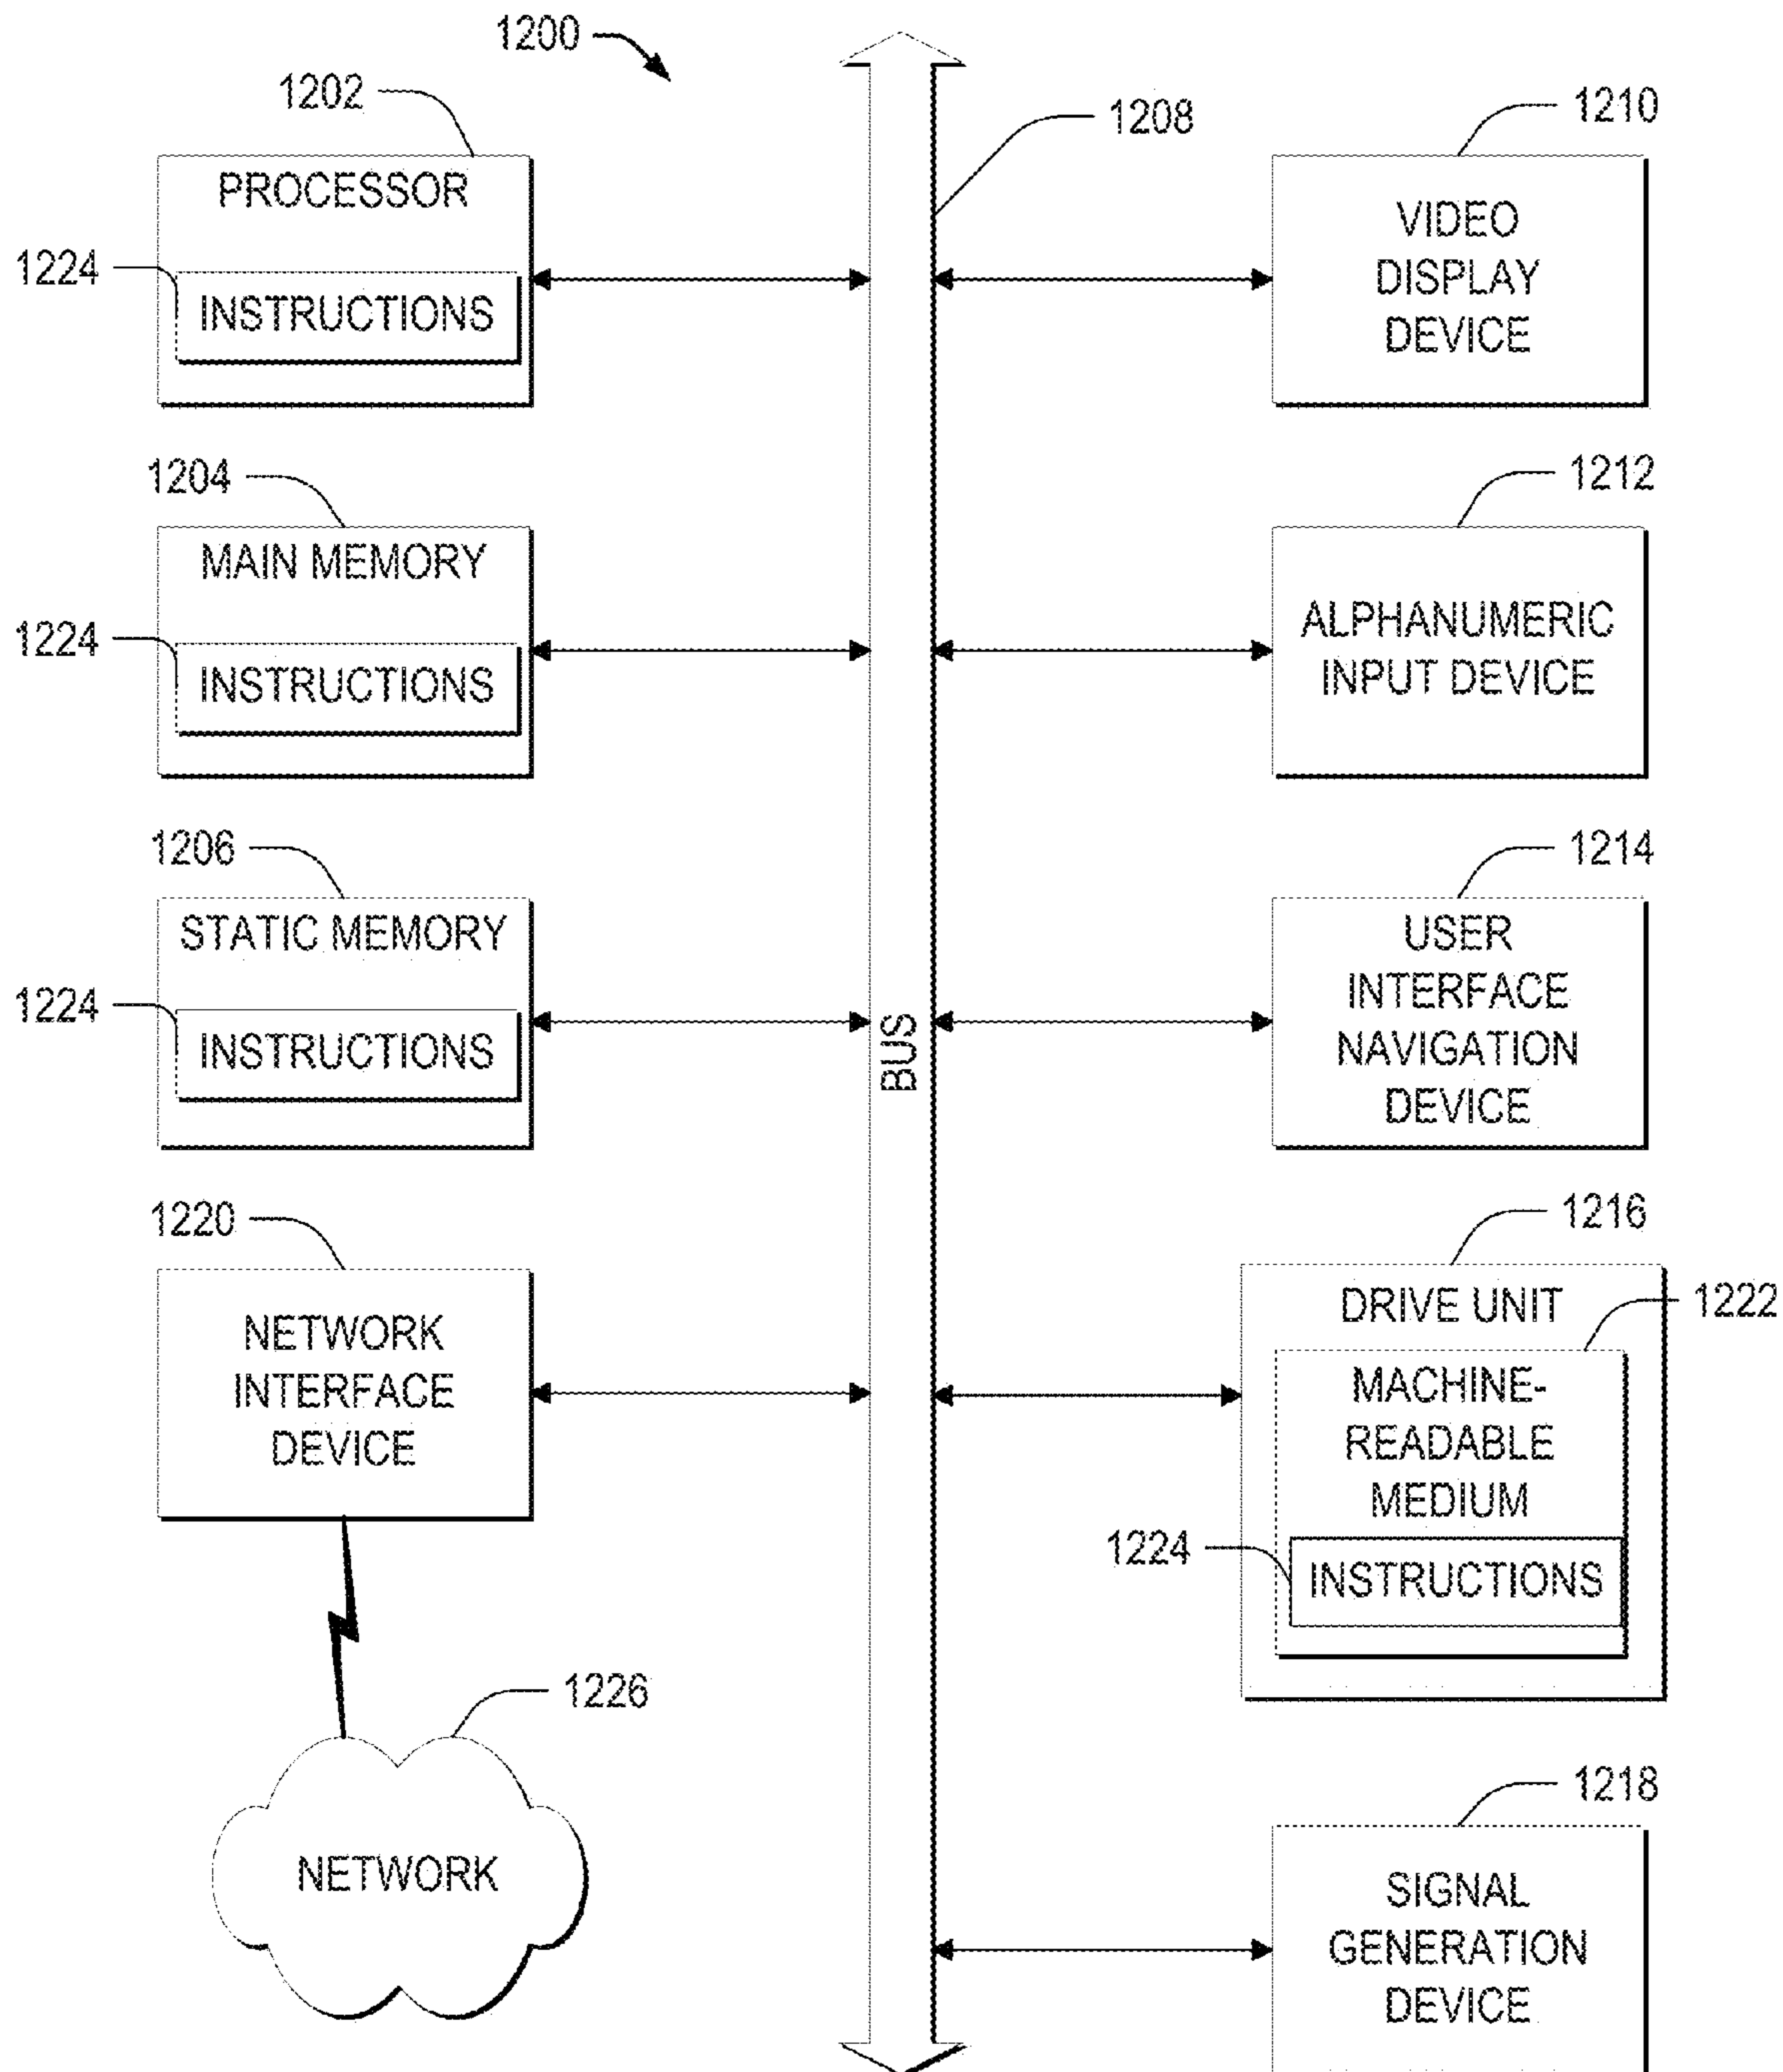 1200
1202
PROCESSOR
1224
INSTRUCTIONS
1204
MAIN MEMORY
1224
INSTRUCTIONS
1206
STATIC MEMORY
1224
INSTRUCTIONS
1220
NETWORK
INTERFACE
DEVICE
1226
NETWORK
1208
BUS
1210
VIDEO
DISPLAY
DEVICE
1212
ALPHANUMERIC
INPUT DEVICE
1214
USER
INTERFACE
NAVIGATION
DEVICE
1216
DRIVE UNIT
1222
MACHINE-
READABLE
MEDIUM
1224
INSTRUCTIONS
1218
SIGNAL
GENERATION
DEVICE